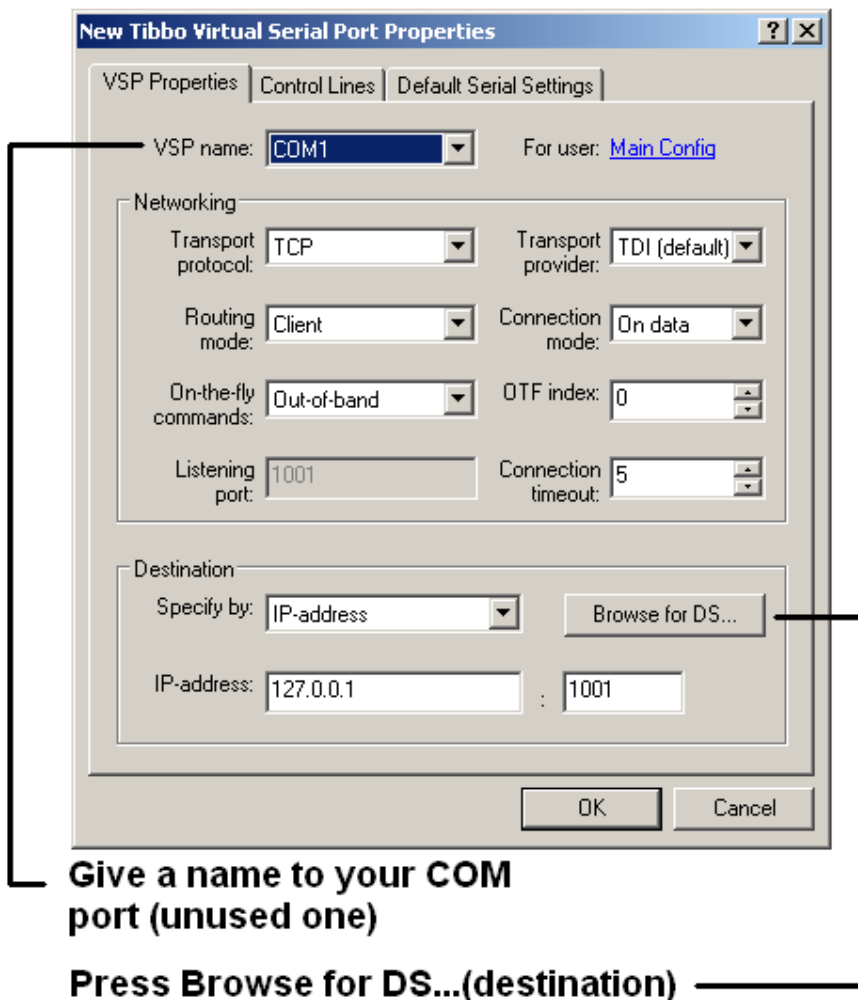 New Tibbo Virtual Serial Port Properties
VSP Properties Control Lines Default Serial Settings
VSP name: COM1 For user: Main Config
Networking
Transport protocol: TCP Transport provider: TDI (default)
Routing mode: Client Connection mode: On data
On-the-fly commands: Out-of-band OTF index: 0
Listening port: 1001 Connection timeout: 5
Destination
Specify by: IP-address Browse for DS...
IP-address: 127.0.0.1 : 1001
OK Cancel
Give a name to your COM
port (unused one)
Press Browse for DS...(destination)